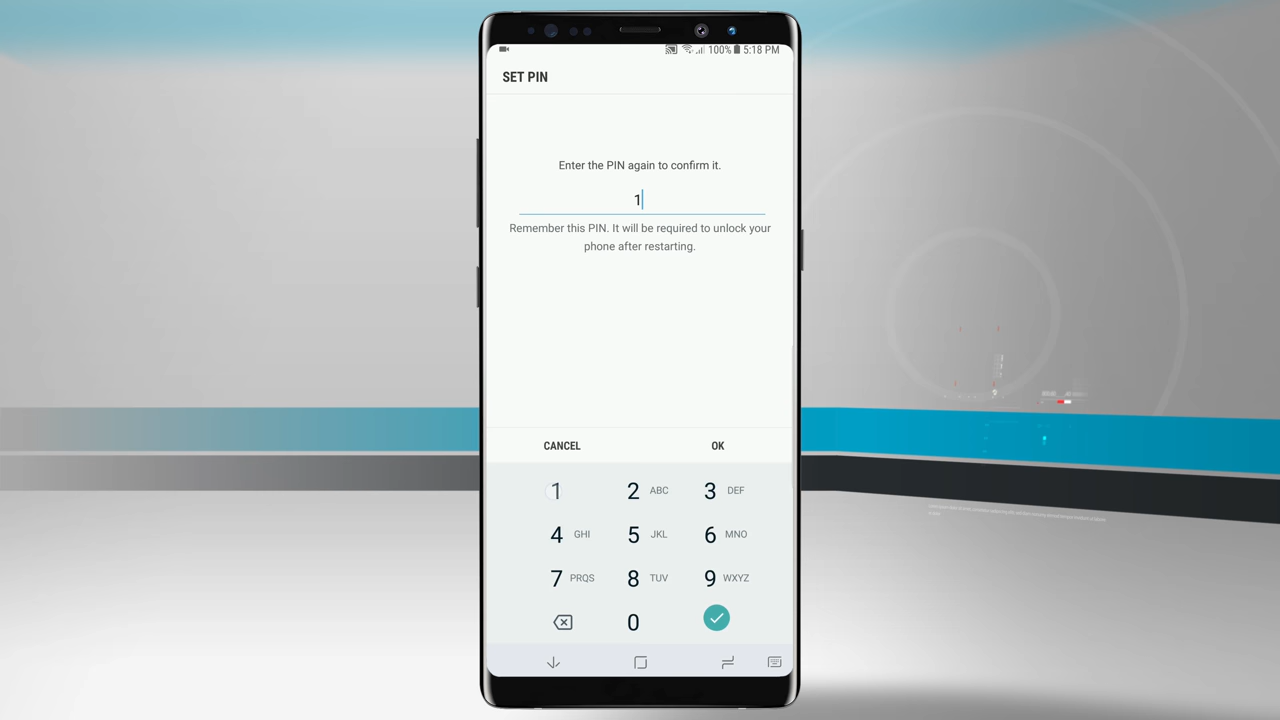 100% 5:18 PM
SET PIN
Enter the PIN again to confirm it.
1
Remember this PIN. It will be required to unlock your
phone after restarting.
CANCEL OK
1 2 ABC 3 DEF
4 GHI 5 JKL 6 MNO
7 PRQS 8 TUV 9 WXYZ
0